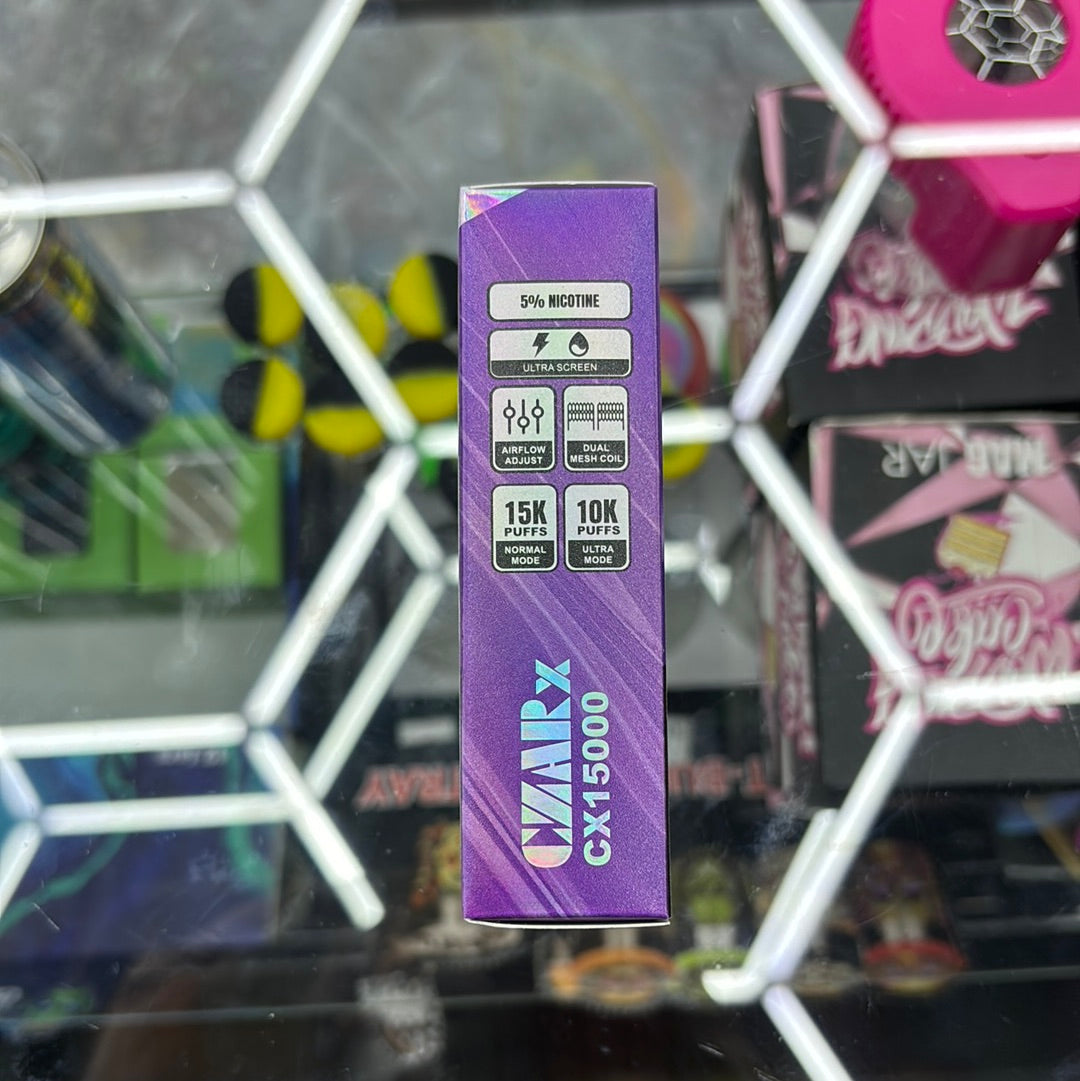 5% NICOTINE
ULTRA SCREEN
AIRFLOW
ADJUST
DUAL
MESH COIL
15K
PUFFS
NORMAL
MODE
10K
PUFFS
ULTRA
MODE
CZARx
CX15000
MAG JAR
TRAY